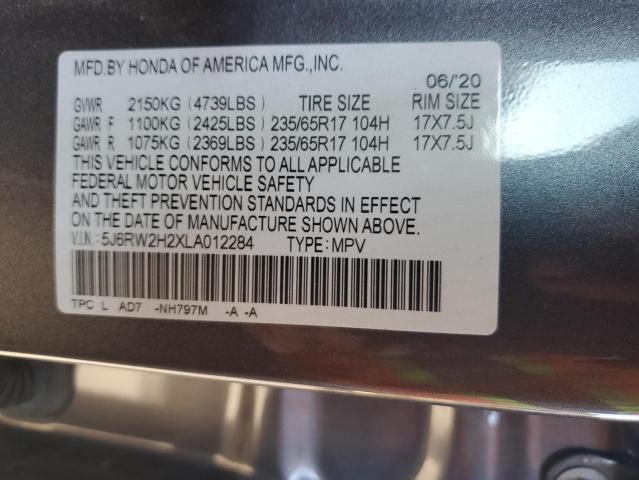 MFD.BY HONDA OF AMERICA MFG.,INC.
06/'20
GVWR 2150KG (4739LBS) TIRE SIZE RIM SIZE
GAWR F 1100KG (2425LBS) 235/65R17 104H 17X7.5J
GAWR R 1075KG (2369LBS) 235/65R17 104H 17X7.5J
THIS VEHICLE CONFORMS TO ALL APPLICABLE
FEDERAL MOTOR VEHICLE SAFETY
AND THEFT PREVENTION STANDARDS IN EFFECT
ON THE DATE OF MANUFACTURE SHOWN ABOVE.
V.I.N.: 5J6RW2H2XLA012284 TYPE: MPV
TPC L AD7 -NH797M -A -A